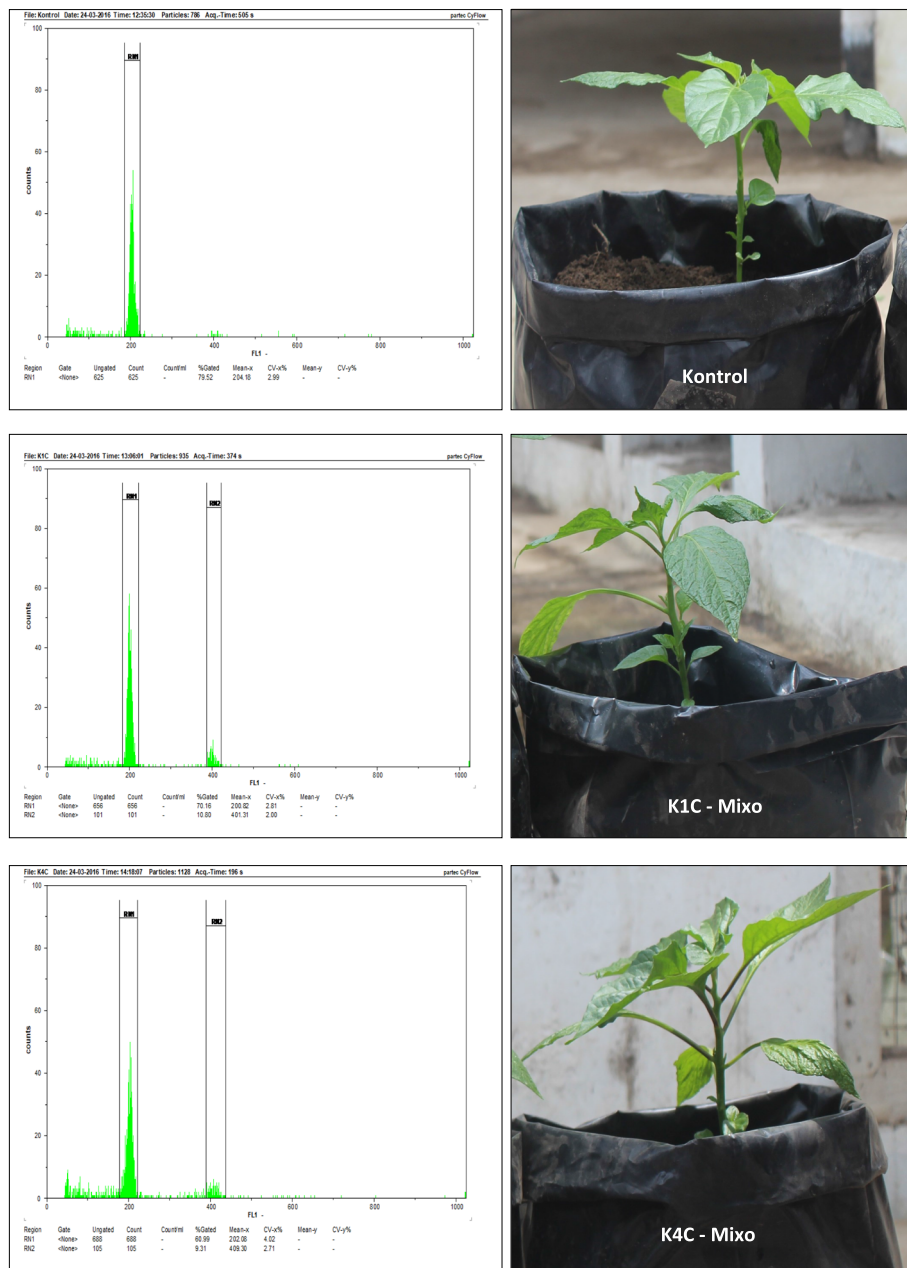 File: Kontrol Date: 24-03-2016 Time: 12:35:30 Particles: 786 Acq.-Time: 505 s partec CyFlow
100
80
60
40
20
0
counts
RN1
0 200 400 600 800 1000
FL1 -
Region Gate Ungated Count Count/ml %Gated Mean-x CV-x% Mean-y CV-y%
RN1 <None> 625 625 - 79.52 204.18 2.99 - -
Kontrol
File: K1C Date: 24-03-2016 Time: 13:06:01 Particles: 935 Acq.-Time: 374 s partec CyFlow
100
80
60
40
20
0
counts
RN1 RN2
0 200 400 600 800 1000
FL1 -
Region Gate Ungated Count Count/ml %Gated Mean-x CV-x% Mean-y CV-y%
RN1 <None> 656 656 - 70.16 200.82 2.81 - -
RN2 <None> 101 101 - 10.80 401.31 2.00 - -
K1C - Mixo
File: K4C Date: 24-03-2016 Time: 14:18:07 Particles: 1128 Acq.-Time: 196 s partec CyFlow
100
80
60
40
20
0
counts
RN1 RN2
0 200 400 600 800 1000
FL1 -
Region Gate Ungated Count Count/ml %Gated Mean-x CV-x% Mean-y CV-y%
RN1 <None> 688 688 - 60.99 202.08 4.02 - -
RN2 <None> 105 105 - 9.31 409.30 2.71 - -
K4C - Mixo